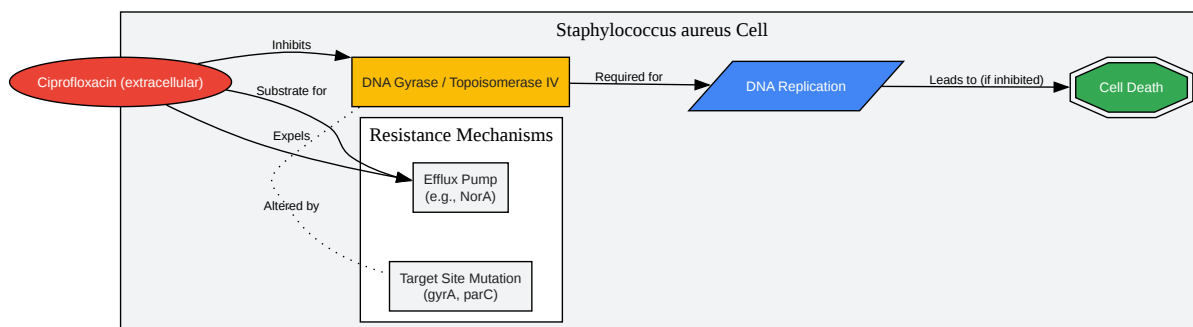 Staphylococcus aureus Cell
Inhibits
Ciprofloxacin (extracellular)
DNA Gyrase / Topoisomerase IV
Required for
DNA Replication
Leads to (if inhibited)
Cell Death
Substrate for
Expels
Resistance Mechanisms
Efflux Pump
(e.g., NorA)
Altered by
Target Site Mutation
(gyrA, parC)